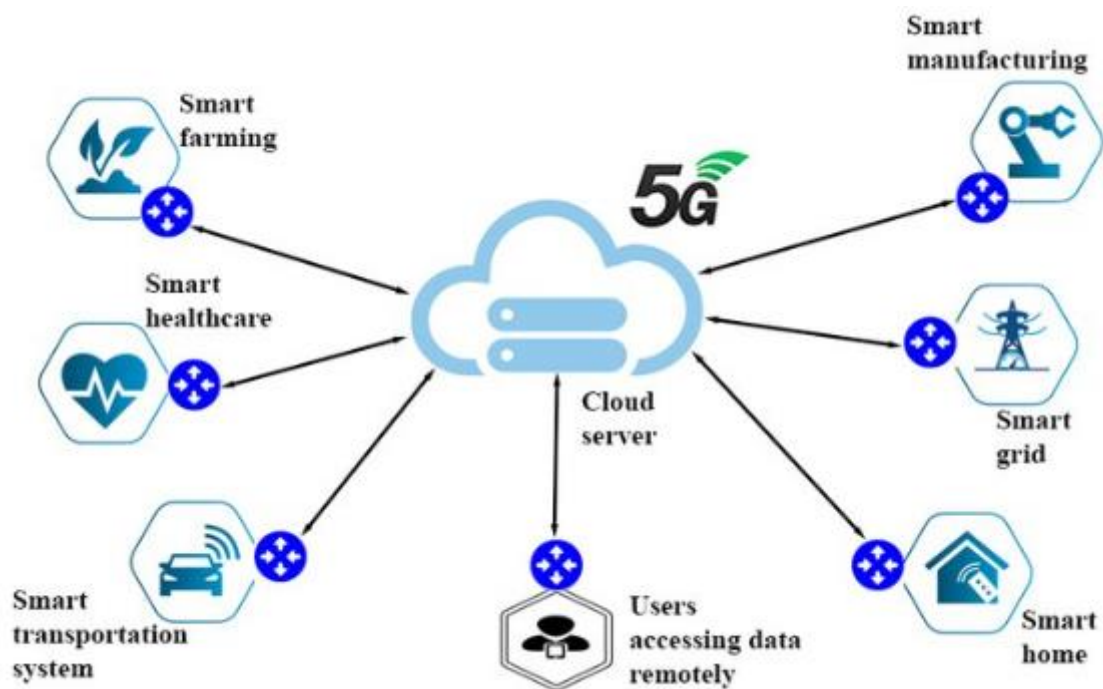 Smart
manufacturing
Smart
farming
5G
Smart
healthcare
Cloud
server
Smart
grid
Smart
transportation
system
Users
accessing data
remotely
Smart
home